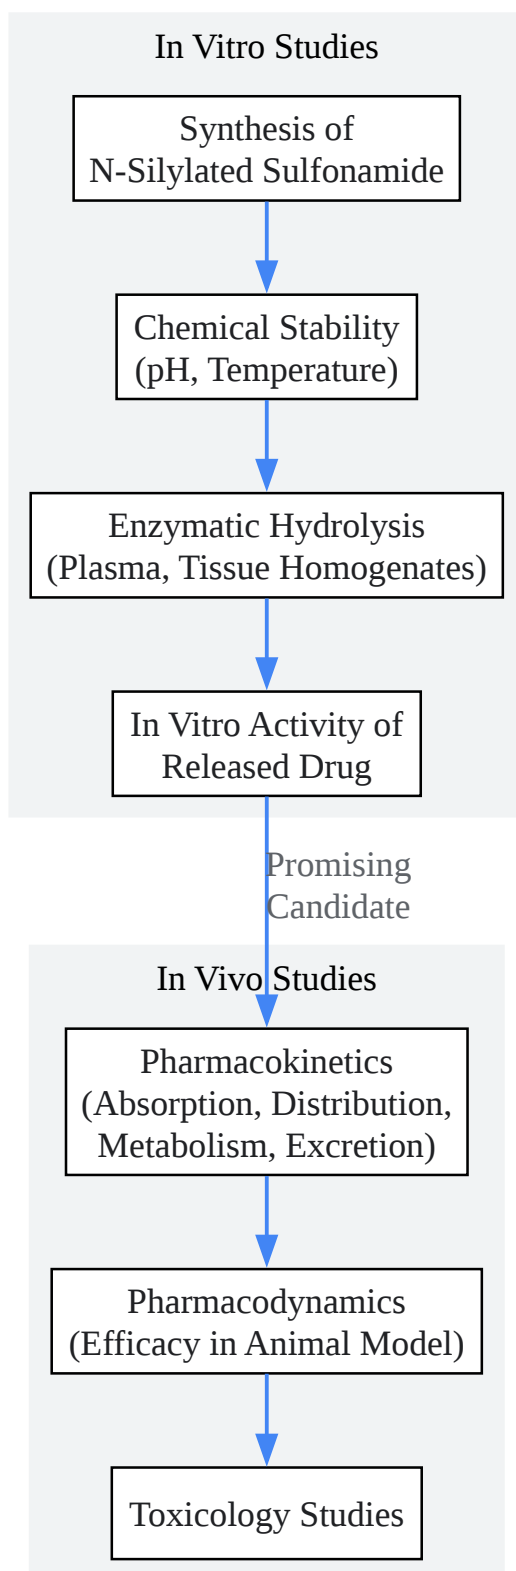 In Vitro Studies
Synthesis of
N-Silylated Sulfonamide
Chemical Stability
(pH, Temperature)
Enzymatic Hydrolysis
(Plasma, Tissue Homogenates)
In Vitro Activity of
Released Drug
Promising
Candidate
In Vivo Studies
Pharmacokinetics
(Absorption, Distribution,
Metabolism, Excretion)
Pharmacodynamics
(Efficacy in Animal Model)
Toxicology Studies